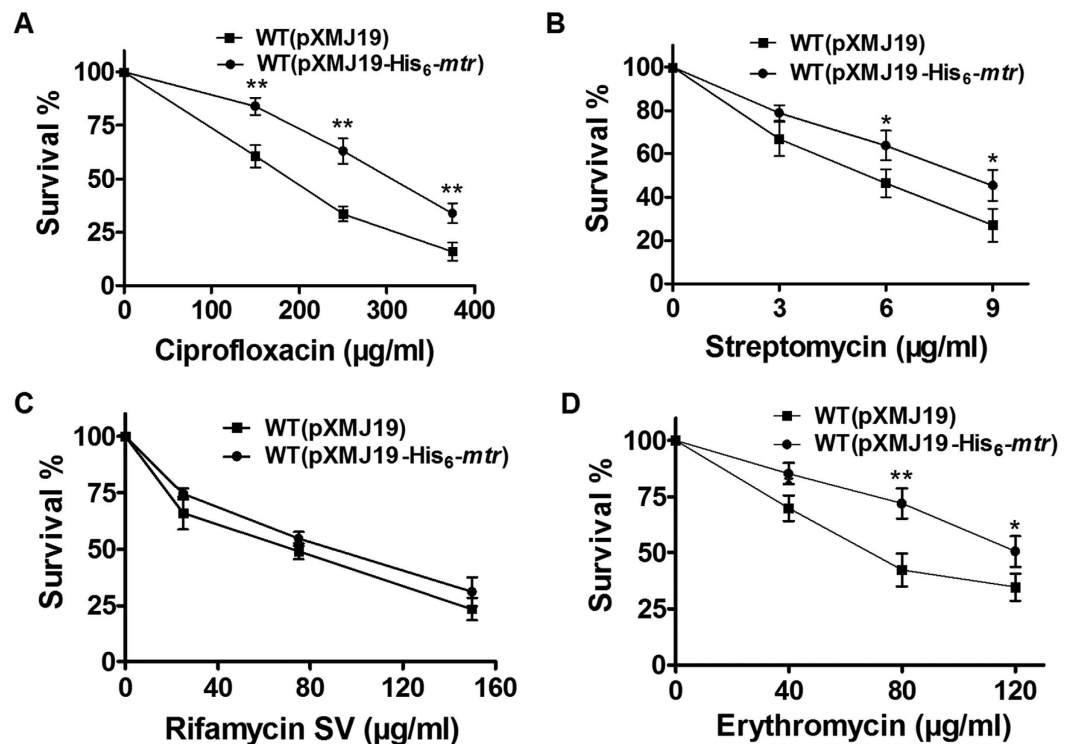 A
WT(pXMJ19)
WT(pXMJ19-His6-mtr)
100
75
50
25
0
**
**
**
Survival %
0 100 200 300 400
Ciprofloxacin (µg/ml)
B
WT(pXMJ19)
WT(pXMJ19-His6-mtr)
100
80
60
40
20
0
*
*
Survival %
0 3 6 9
Streptomycin (µg/ml)
C
WT(pXMJ19)
WT(pXMJ19-His6-mtr)
100
75
50
25
0
Survival %
0 40 80 120 160
Rifamycin SV (µg/ml)
D
WT(pXMJ19)
WT(pXMJ19-His6-mtr)
100
75
50
25
0
**
*
Survival %
0 40 80 120
Erythromycin (µg/ml)